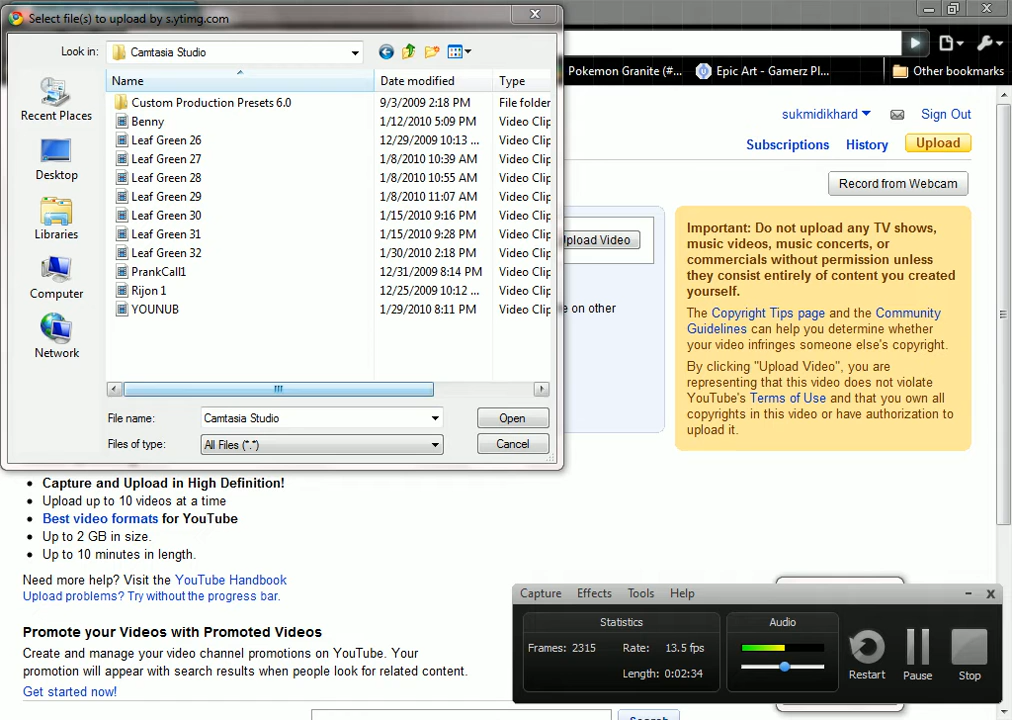 Select file(s) to upload by s.ytimg.com
Look in: Camtasia Studio
Recent Places
Desktop
Libraries
Computer
Network
Name Date modified Type
Custom Production Presets 6.0 9/3/2009 2:18 PM File folder
Benny 1/12/2010 5:09 PM Video Clip
Leaf Green 26 12/29/2009 10:13 ... Video Clip
Leaf Green 27 1/8/2010 10:39 AM Video Clip
Leaf Green 28 1/8/2010 10:55 AM Video Clip
Leaf Green 29 1/8/2010 11:07 AM Video Clip
Leaf Green 30 1/15/2010 9:16 PM Video Clip
Leaf Green 31 1/15/2010 9:28 PM Video Clip
Leaf Green 32 1/30/2010 2:18 PM Video Clip
PrankCall1 12/31/2009 8:14 PM Video Clip
Rijon 1 12/25/2009 10:12 ... Video Clip
YOUNUB 1/29/2010 8:11 PM Video Clip
File name: Camtasia Studio Open
Files of type: All Files (*.*) Cancel
Pokemon Granite (#... Epic Art - Gamerz Pl... Other bookmarks
sukmidikhard Sign Out
Subscriptions History Upload
Record from Webcam
pload Video
e on other
Important: Do not upload any TV shows,
music videos, music concerts, or
commercials without permission unless
they consist entirely of content you created
yourself.
The Copyright Tips page and the Community
Guidelines can help you determine whether
your video infringes someone else's copyright.
By clicking "Upload Video", you are
representing that this video does not violate
YouTube's Terms of Use and that you own all
copyrights in this video or have authorization to
upload it.
Capture and Upload in High Definition!
Upload up to 10 videos at a time
Best video formats for YouTube
Up to 2 GB in size.
Up to 10 minutes in length.
Need more help? Visit the YouTube Handbook
Upload problems? Try without the progress bar.
Promote your Videos with Promoted Videos
Create and manage your video channel promotions on YouTube. Your
promotion will appear with search results when people look for related content.
Get started now!
Search
Capture Effects Tools Help
Statistics
Frames: 2315 Rate: 13.5 fps
Length: 0:02:34
Audio
Restart Pause Stop